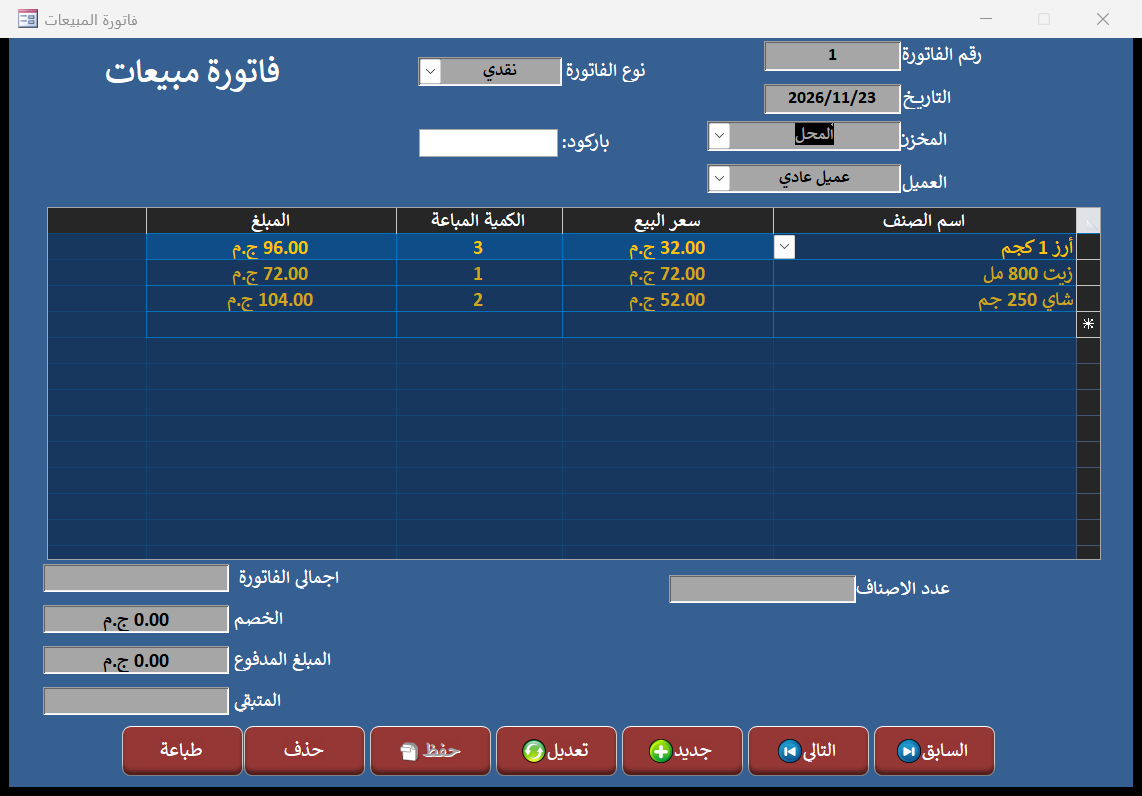 فاتورة المبيعات
رقم الفاتورة 1
نوع الفاتورة نقدي
فاتورة مبيعات
التاريخ 2026/11/23
المخزن المحل
باركود:
العميل عميل عادي
اسم الصنف سعر البيع الكمية المباعة المبلغ
أرز 1 كجم 32.00 ج.م 3 96.00 ج.م
زيت 800 مل 72.00 ج.م 1 72.00 ج.م
شاي 250 جم 52.00 ج.م 2 104.00 ج.م
عدد الاصناف
اجمالي الفاتورة
الخصم 0.00 ج.م
المبلغ المدفوع 0.00 ج.م
المتبقي
السابق التالي جديد تعديل حفظ حذف طباعة